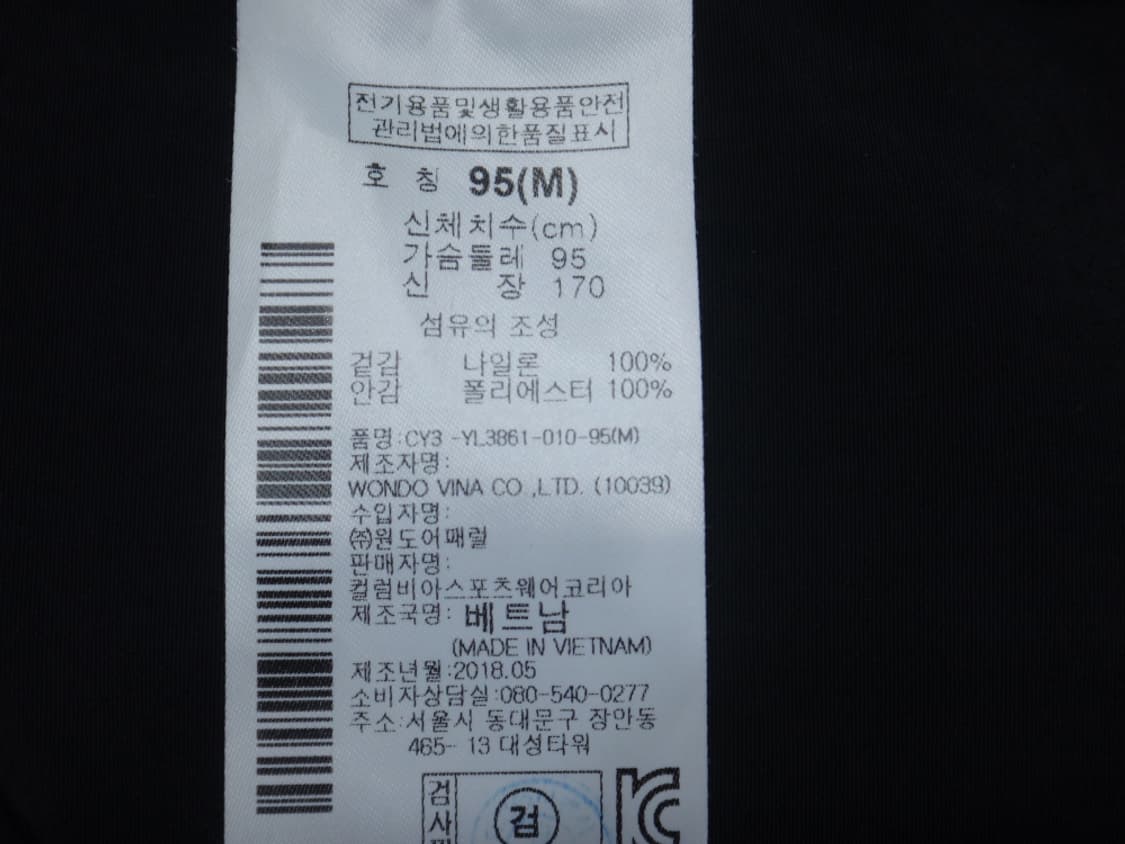 전기용품및생활용품안전
관리법에의한품질표시
호 칭 95(M)
신체치수(cm)
가슴둘레 95
신 장 170
섬유의 조성
겉감 나일론 100%
안감 폴리에스터 100%
품명:CY3 -YL3861-010-95(M)
제조자명:
WONDO VINA CO.,LTD. (10039)
수입자명:
㈜원도어패럴
판매자명:
컬럼비아스포츠웨어코리아
제조국명: 베트남
(MADE IN VIETNAM)
제조년월:2018.05
소비자상담실:080-540-0277
주소:서울시 동대문구 장안동
465- 13 대성타워
검사
검